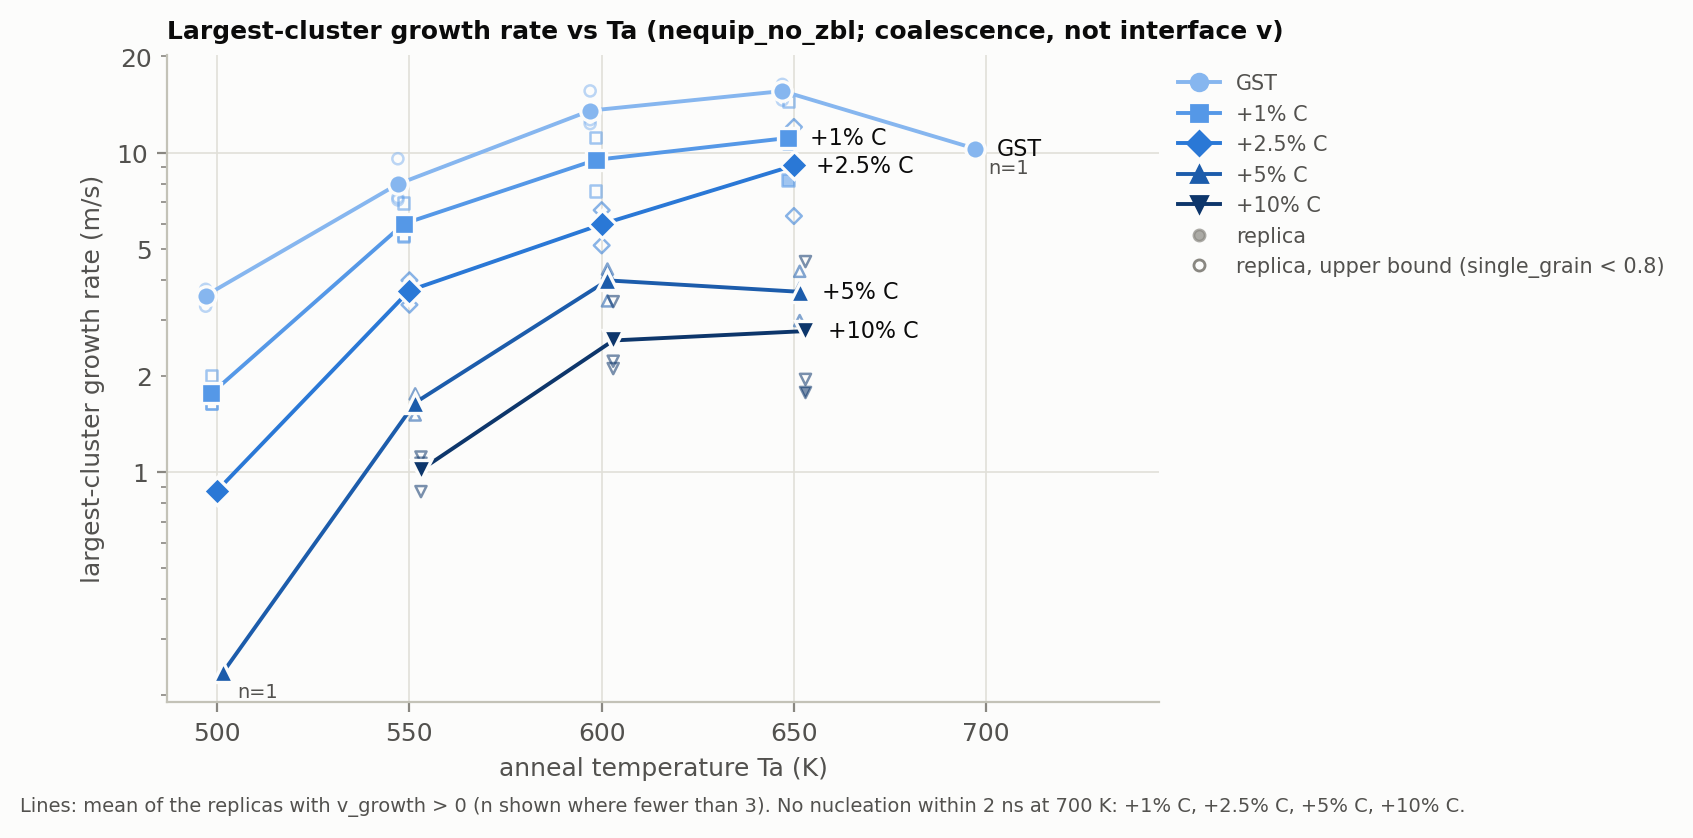 Largest-cluster growth rate vs Ta (nequip_no_zbl; coalescence, not interface v)
20
10
5
2
1
largest-cluster growth rate (m/s)
+1% C
+2.5% C
+5% C
+10% C
GST
n=1
n=1
500
550
600
650
700
anneal temperature Ta (K)
GST
+1% C
+2.5% C
+5% C
+10% C
replica
replica, upper bound (single_grain < 0.8)
Lines: mean of the replicas with v_growth > 0 (n shown where fewer than 3). No nucleation within 2 ns at 700 K: +1% C, +2.5% C, +5% C, +10% C.